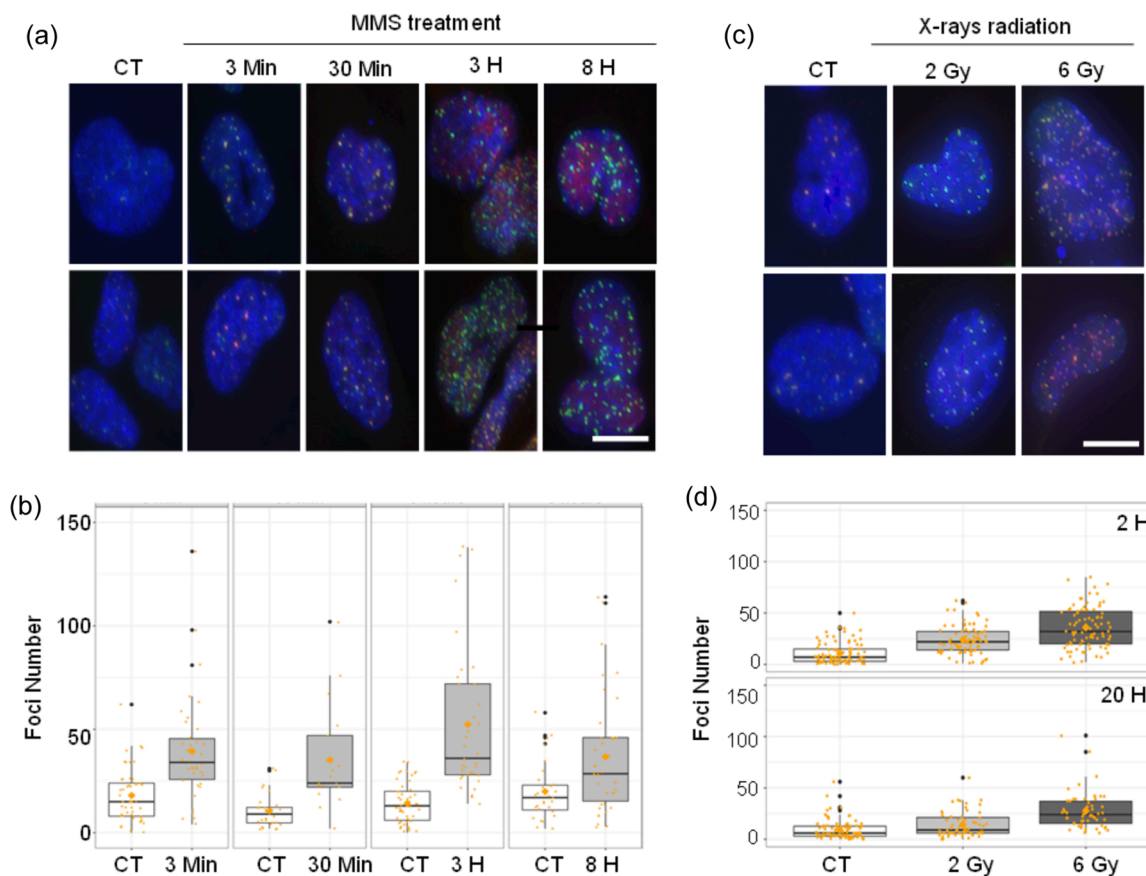 (a)
MMS treatment
CT 3 Min 30 Min 3 H 8 H
(c)
X-rays radiation
CT 2 Gy 6 Gy
(b)
Foci Number
150
100
50
0
CT 3 Min CT 30 Min CT 3 H CT 8 H
(d)
Foci Number
150
100
50
0
2 H
150
100
50
0
20 H
CT 2 Gy 6 Gy